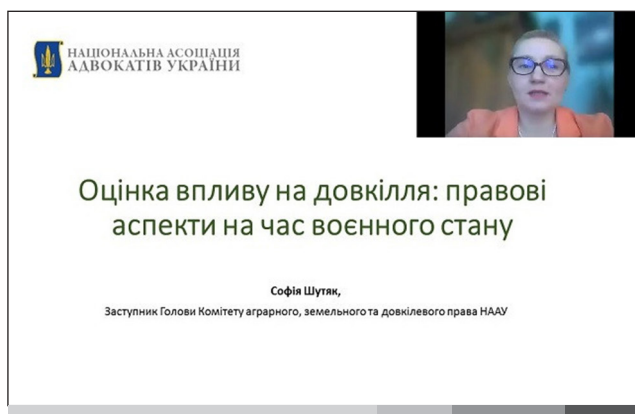 НАЦІОНАЛЬНА АСОЦІАЦІЯ
АДВОКАТІВ УКРАЇНИ
Оцінка впливу на довкілля: правові
аспекти на час воєнного стану
Софія Шутяк,
Заступник Голови Комітету аграрного, земельного та довкілевого права НААУ